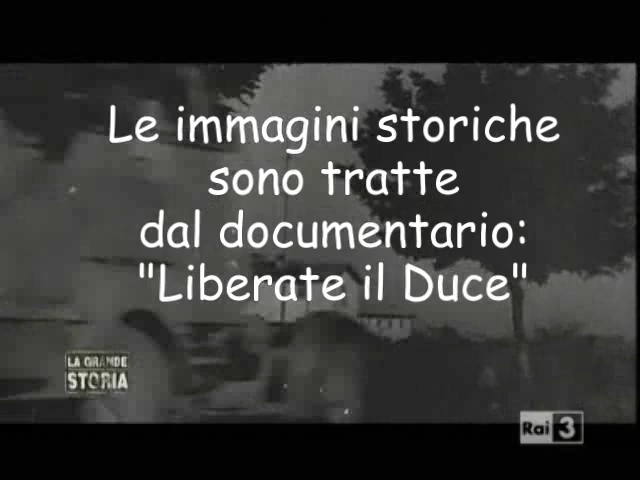 Le immagini storiche
sono tratte
dal documentario:
"Liberate il Duce"
LA GRANDE
STORIA
Rai 3